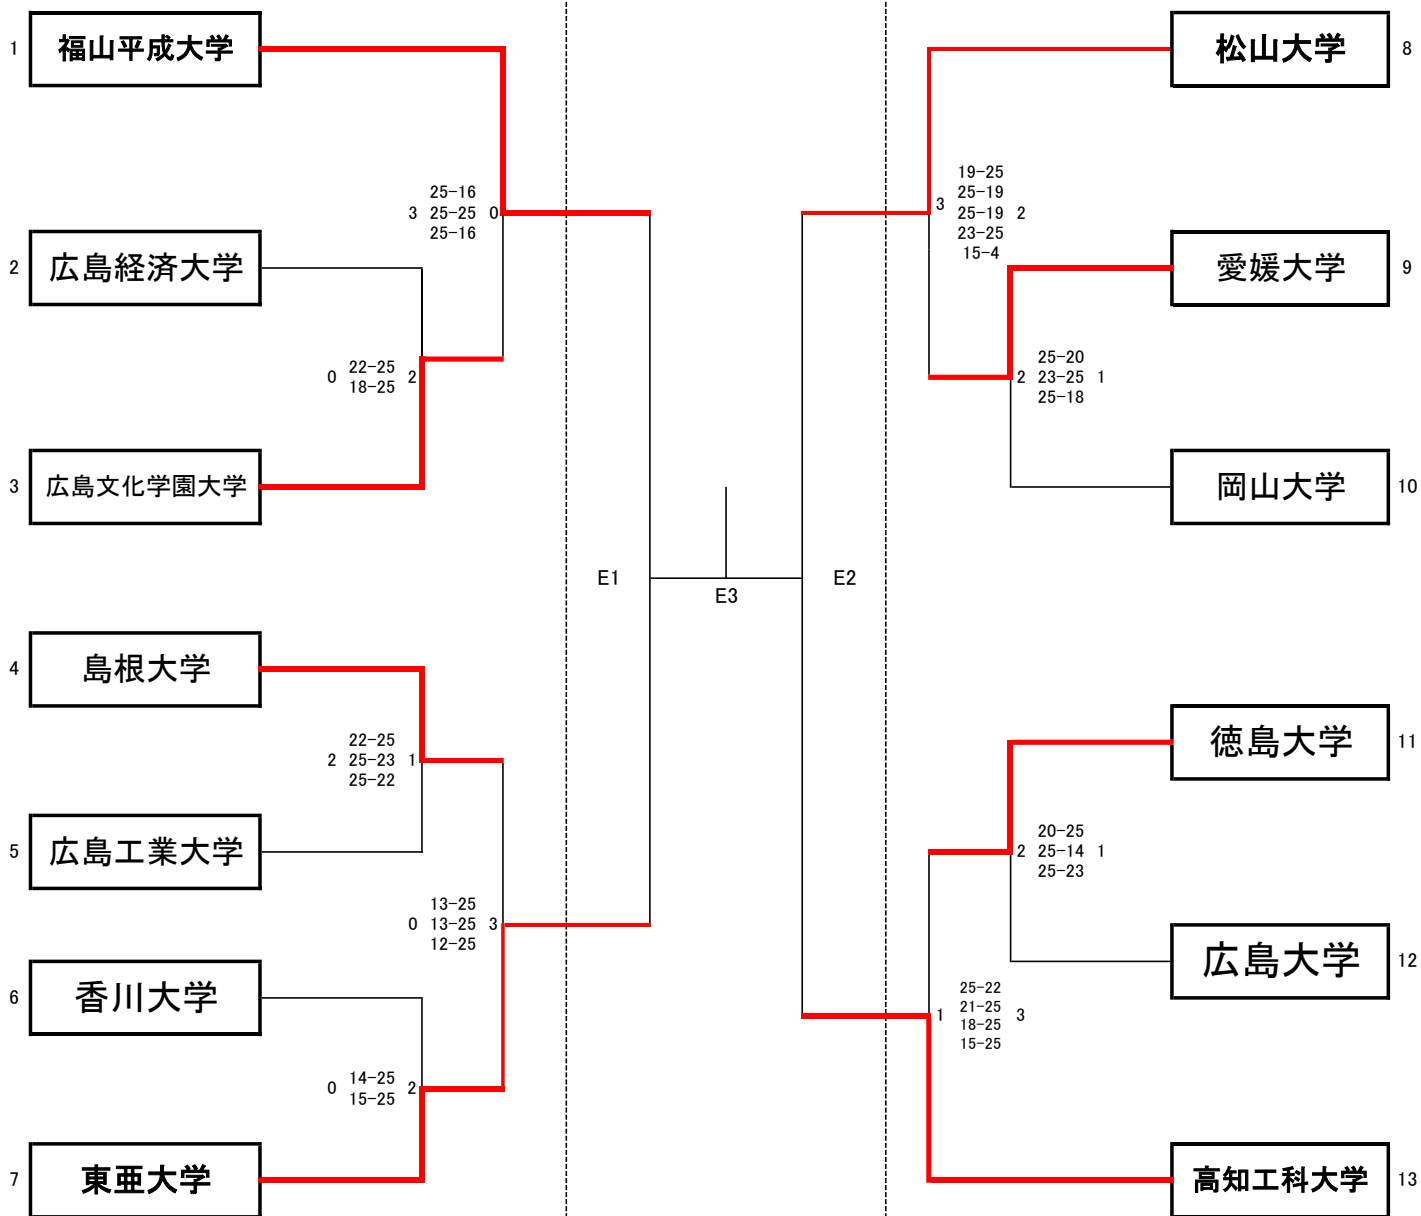 1 福山平成大学
25-16
3 25-25 0
25-16
2 広島経済大学
0 22-25 2
18-25
3 広島文化学園大学
4 島根大学
22-25
2 25-23 1
25-22
5 広島工業大学
13-25
0 13-25 3
12-25
6 香川大学
0 14-25 2
15-25
7 東亜大学
E1
E3
E2
松山大学 8
19-25
3 25-19
25-19 2
23-25
15-4
愛媛大学 9
25-20
2 23-25 1
25-18
岡山大学 10
徳島大学 11
20-25
2 25-14 1
25-23
広島大学 12
25-22
1 21-25 3
18-25
15-25
高知工科大学 13